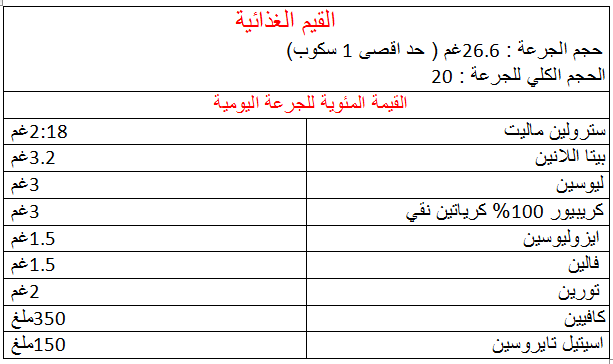 القيم الغذائية
حجم الجرعة : 26.6غم ( حد اقصى 1 سكوب)
الحجم الكلي للجرعة : 20
القيمة المئوية للجرعة اليومية
سترولين ماليت 2:18غم
بيتا اللانين 3.2غم
ليوسين 3غم
كريبيور 100% كرياتين نقي 3غم
ايزوليوسين 1.5غم
فالين 1.5غم
تورين 2غم
كافيين 350ملغ
اسيتيل تايروسين 150ملغ